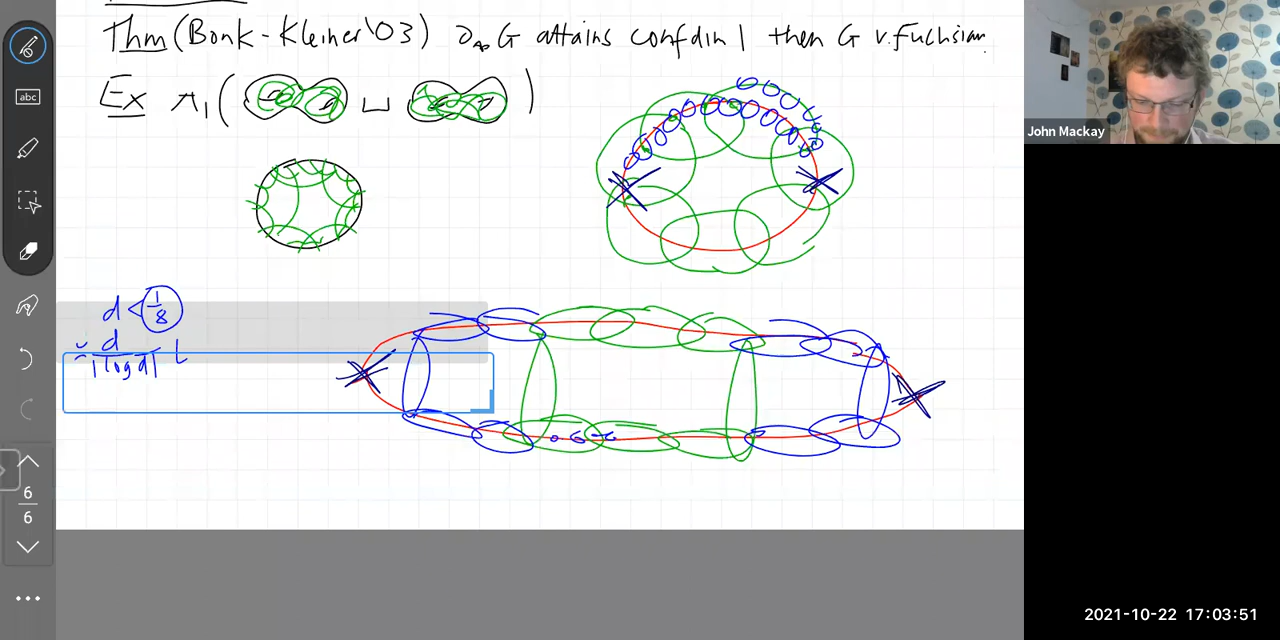 Thm (Bonk-Kleiner '03) ∂∞ G attains confdim 1 then G v. fuchsian.
Ex π₁( ⊔ )
abc
John Mackay
d < 1/8
≍ d/|log d|
6
6
2021-10-22 17:03:51